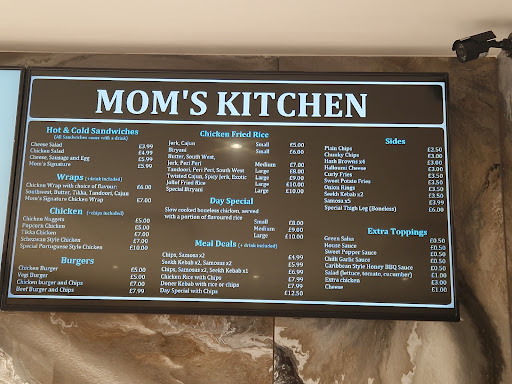 MOM'S KITCHEN
Hot & Cold Sandwiches
(All Sandwiches come with a drink)
Cheese Salad £3.99
Chicken Salad £4.99
Cheese, Sausage and Egg £5.99
Mom's Signature £5.99
Wraps (+ drink included)
Chicken Wrap with choice of flavour: £6.00
Southwest, Butter, Tikka, Tandoori, Cajun
Mom's Signature Chicken Wrap £7.00
Chicken (+ chips included)
Chicken Nuggets £5.00
Popcorn Chicken £5.00
Tikka Chicken £7.00
Schezwan Style Chicken £7.00
Special Portuguese Style Chicken £10.00
Burgers
Chicken Burger £5.00
Vegi Burger £5.00
Chicken burger and Chips £7.00
Beef Burger and Chips £7.99
Chicken Fried Rice
Jerk, Cajun Small £5.00
Biryani Small £6.00
Butter, South West,
Jerk, Peri Peri Medium £7.00
Tandoori, Peri Peri, South West Large £8.00
Twisted Cajun, Spicy Jerk, Exotic Large £9.00
Jollof Fried Rice Large £10.00
Special Biryani Large £10.00
Day Special
Slow cooked boneless chicken, served
with a portion of flavoured rice
Small £8.00
Medium £9.00
Large £10.00
Meal Deals (+ drink included)
Chips, Samosas x2 £4.99
Seekh Kebab x2, Samosas x2 £5.99
Chips, Samosas x2, Seekh Kebab x1 £6.99
Chicken Rice with Chips £7.99
Doner Kebab with rice or chips £7.99
Day Special with Chips £12.50
Sides
Plain Chips £2.50
Chunky Chips £3.00
Hash Browns x4 £3.00
Halloumi Cheese £3.00
Curly Fries £3.50
Sweet Potato Fries £3.50
Onion Rings £3.50
Seekh Kebab x2 £3.50
Samosa x5 £3.99
Special Thigh Leg (Boneless) £6.00
Extra Toppings
Green Salsa £0.50
House Sauce £0.50
Sweet Pepper Sauce £0.50
Chilli Garlic Sauce £0.50
Caribbean Style Honey BBQ Sauce £0.50
Salad (lettuce, tomato, cucumber) £1.00
Extra chicken £3.00
Cheese £1.00